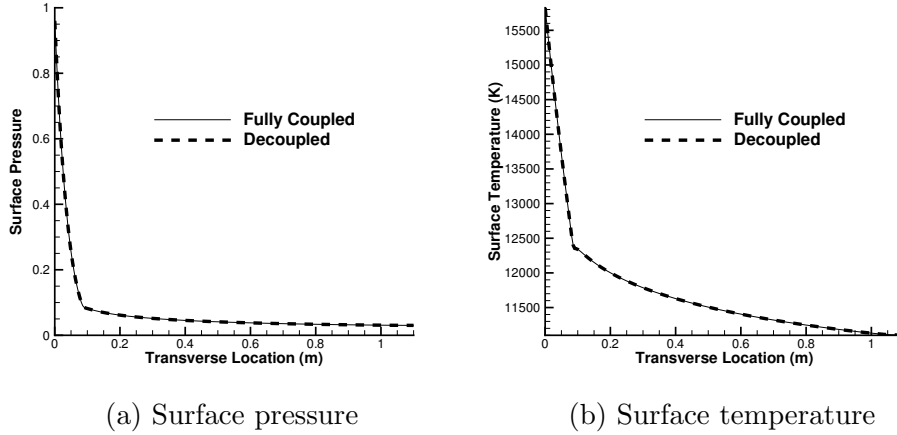 Surface Pressure
1
0.8
0.6
0.4
0.2
0
Fully Coupled
Decoupled
0 0.2 0.4 0.6 0.8 1
Transverse Location (m)
(a) Surface pressure
Surface Temperature (K)
15500
15000
14500
14000
13500
13000
12500
12000
11500
Fully Coupled
Decoupled
0 0.2 0.4 0.6 0.8 1
Transverse Location (m)
(b) Surface temperature